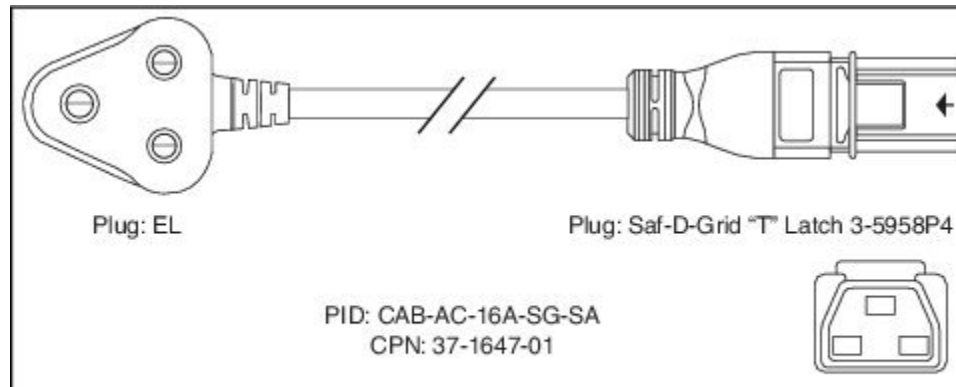 Plug: EL
Plug: Saf-D-Grid “T” Latch 3-5958P4
PID: CAB-AC-16A-SG-SA
CPN: 37-1647-01